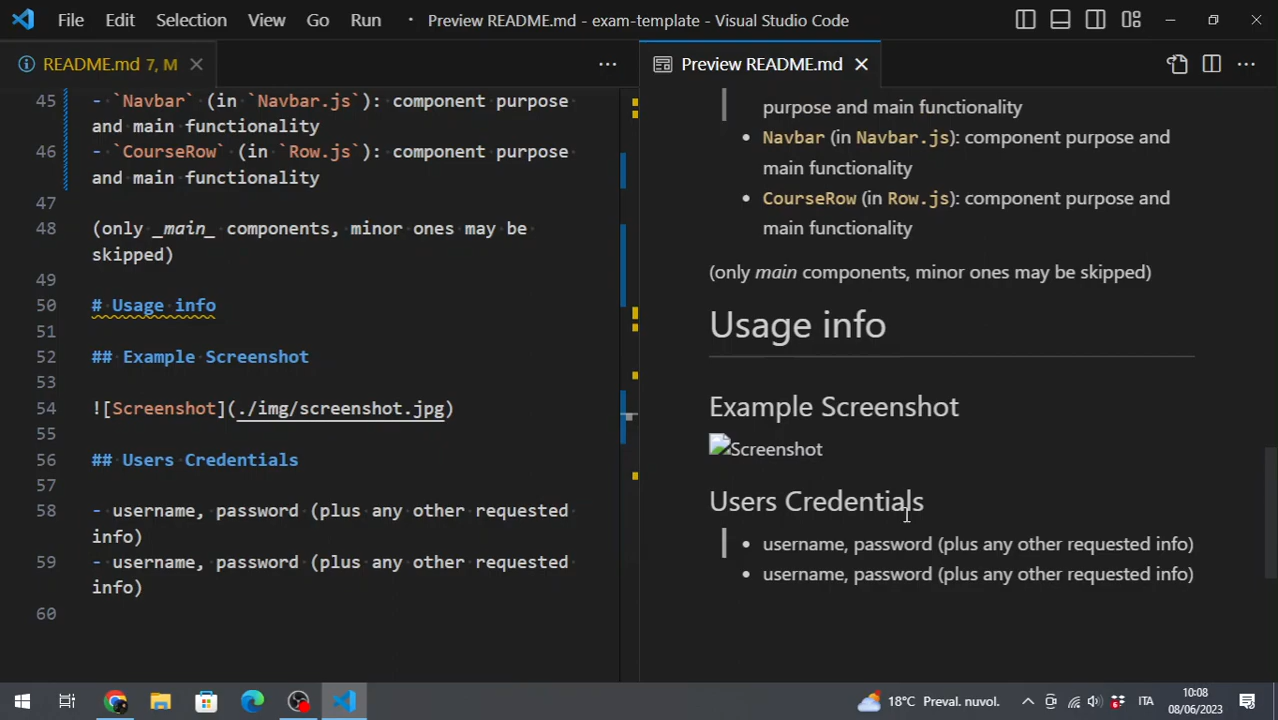 File Edit Selection View Go Run • Preview README.md - exam-template - Visual Studio Code
README.md 7, M
Preview README.md
45 - `Navbar` (in `Navbar.js`): component purpose
and main functionality
46 - `CourseRow` (in `Row.js`): component purpose
and main functionality
47
48 (only _main_ components, minor ones may be
skipped)
49
50 # Usage info
51
52 ## Example Screenshot
53
54 ![Screenshot](./img/screenshot.jpg)
55
56 ## Users Credentials
57
58 - username, password (plus any other requested
info)
59 - username, password (plus any other requested
info)
60
purpose and main functionality
• Navbar (in Navbar.js): component purpose and
main functionality
• CourseRow (in Row.js): component purpose and
main functionality
(only main components, minor ones may be skipped)
Usage info
Example Screenshot
Screenshot
Users Credentials
• username, password (plus any other requested info)
• username, password (plus any other requested info)
18°C Preval. nuvol.
ITA
10:08
08/06/2023